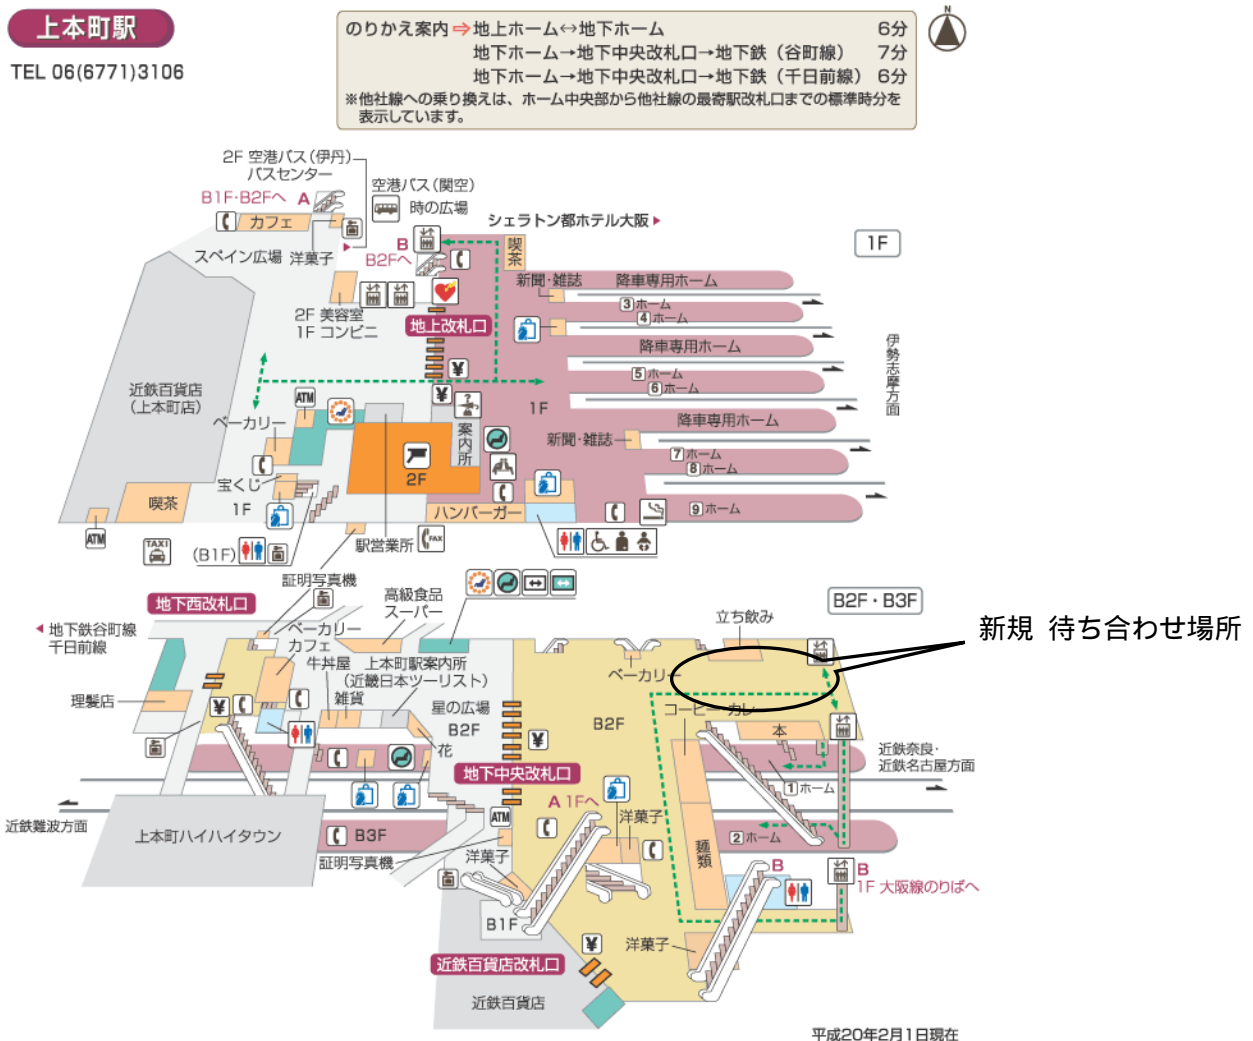 上本町駅
TEL 06(6771)3106
のりかえ案内⇨地上ホーム↔地下ホーム 6分
地下ホーム→地下中央改札口→地下鉄（谷町線） 7分
地下ホーム→地下中央改札口→地下鉄（千日前線） 6分
※他社線への乗り換えは、ホーム中央部から他社線の最寄駅改札口までの標準時分を
表示しています。
N
2F 空港バス(伊丹)
バスセンター
B1F·B2Fへ A
空港バス(関空)
時の広場
カフェ
シェラトン都ホテル大阪
1F
スペイン広場 洋菓子
B
B2Fへ
喫茶
新聞·雑誌
降車専用ホーム
3ホーム
4ホーム
2F 美容室
1F コンビニ
地上改札口
降車専用ホーム
伊勢志摩方面
5ホーム
6ホーム
近鉄百貨店
(上本町店)
ATM
1F
降車専用ホーム
ベーカリー
案内所
新聞·雑誌
7ホーム
8ホーム
2F
宝くじ
喫茶
1F
ハンバーガー
9ホーム
ATM
TAXI
(B1F)
駅営業所
FAX
証明写真機
地下西改札口
高級食品
スーパー
B2F・B3F
地下鉄谷町線
千日前線
ベーカリー
カフェ
立ち飲み
新規 待ち合わせ場所
牛丼屋
上本町駅案内所
(近畿日本ツーリスト)
ベーカリー
理髪店
雑貨
星の広場
B2F
B2F
コーヒー カレー
本
花
近鉄奈良·
近鉄名古屋方面
地下中央改札口
1ホーム
A 1Fへ
近鉄難波方面
上本町ハイハイタウン
B3F
ATM
洋菓子
2ホーム
麺類
証明写真機
洋菓子
B
B
1F 大阪線のりばへ
B1F
洋菓子
近鉄百貨店改札口
近鉄百貨店
平成20年2月1日現在